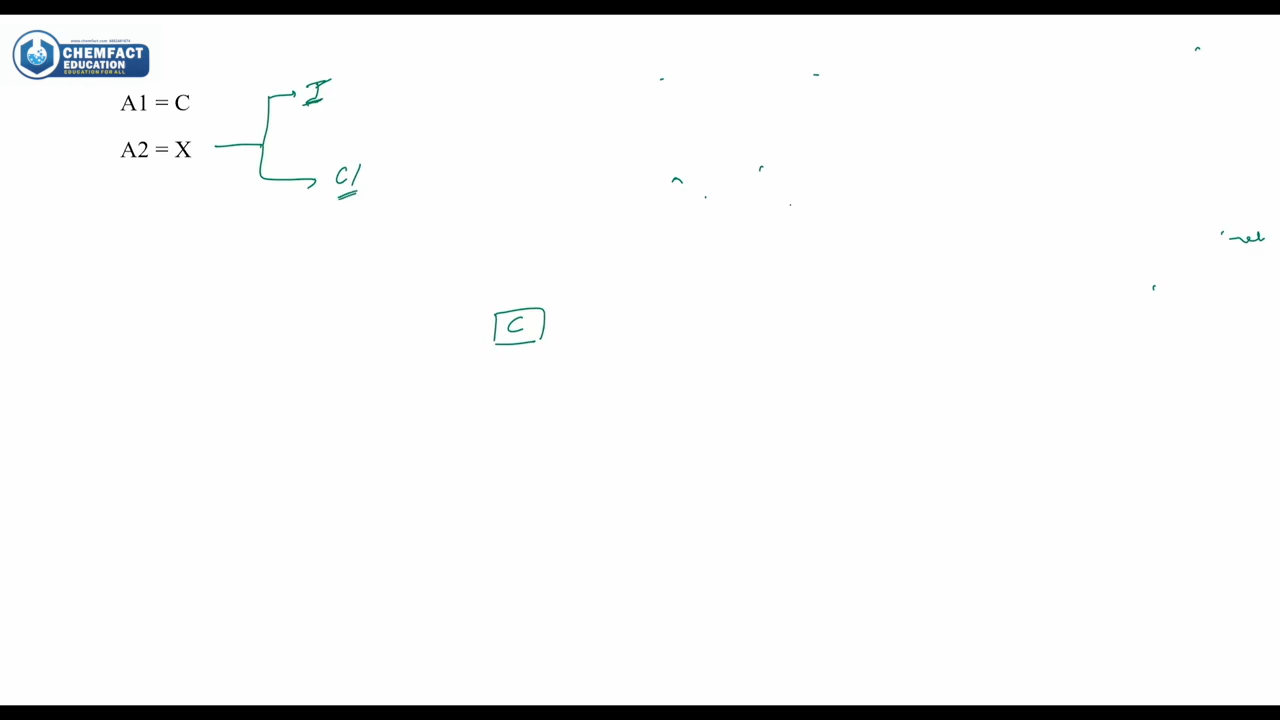 CHEMFACT
EDUCATION
EDUCATION FOR ALL
A1 = C
I
A2 = X
Cl
C